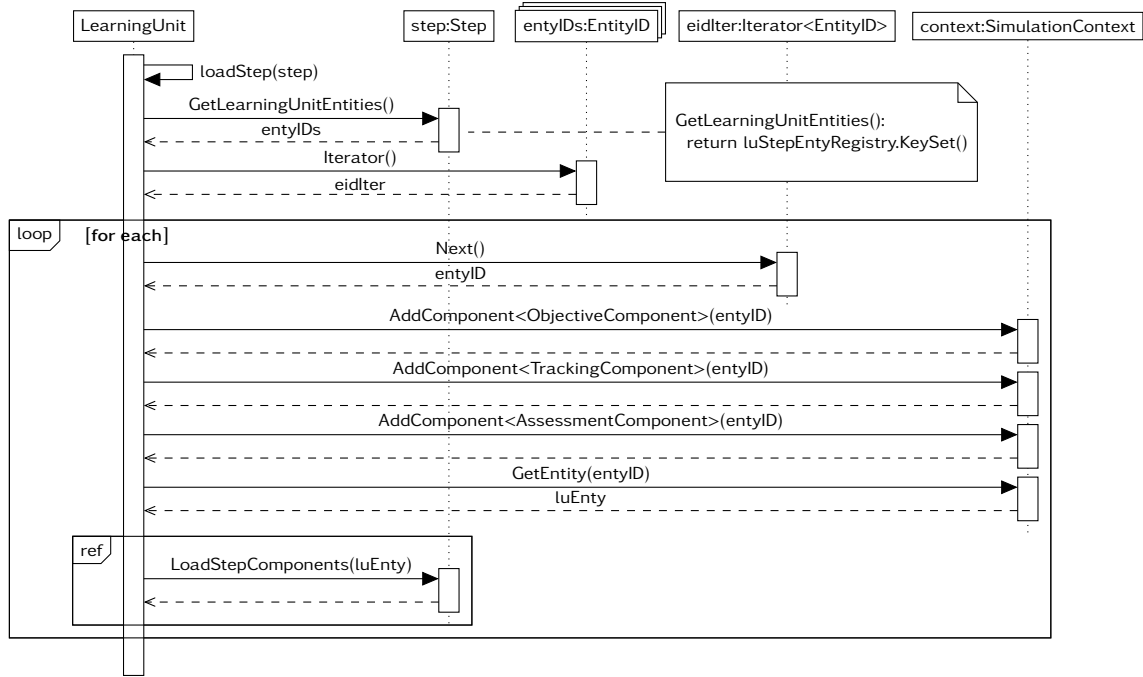 LearningUnit
step:Step
entyIDs:EntityID
eidIter:Iterator<EntityID>
context:SimulationContext
loadStep(step)
GetLearningUnitEntities()
entyIDs
GetLearningUnitEntities():
return luStepEntyRegistry.KeySet()
Iterator()
eidIter
loop
[for each]
Next()
entyID
AddComponent<ObjectiveComponent>(entyID)
AddComponent<TrackingComponent>(entyID)
AddComponent<AssessmentComponent>(entyID)
GetEntity(entyID)
luEnty
ref
LoadStepComponents(luEnty)